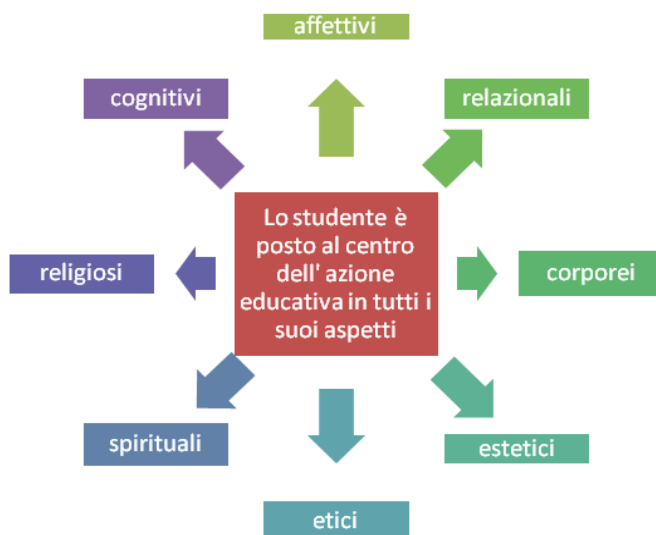 affettivi
cognitivi
relazionali
Lo studente è
posto al centro
dell' azione
educativa in tutti i
suoi aspetti
religiosi
corporei
spirituali
estetici
etici